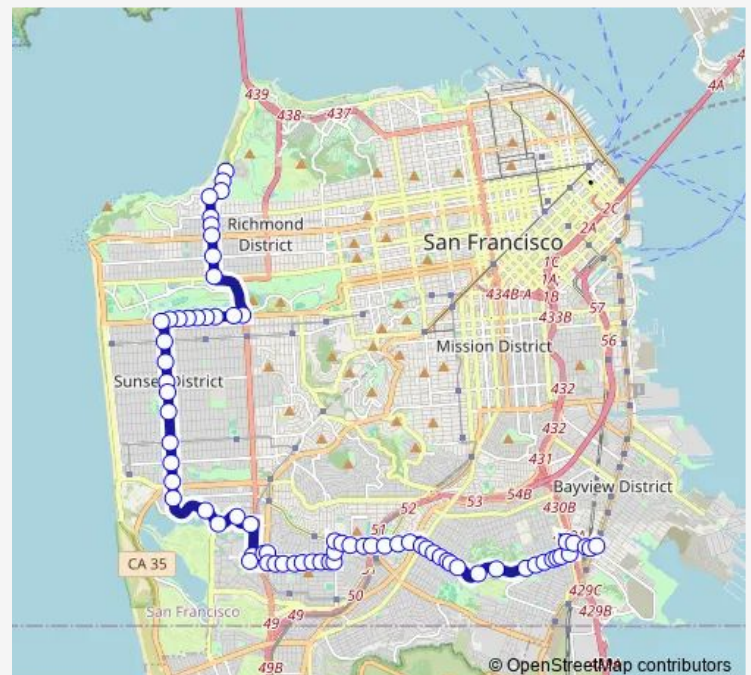 4
4A
439
438
437
Richmond
District
San Francisco
2C
2A
1C
1A;
434B-A
1B
433B
57
56
Mission District
Sunset District
432
432
431
52
53
54B
430B
Bayview District
51
50
CA 35
San Francisco
49
49
49B
429C
429B
© OpenStreetMap contributors